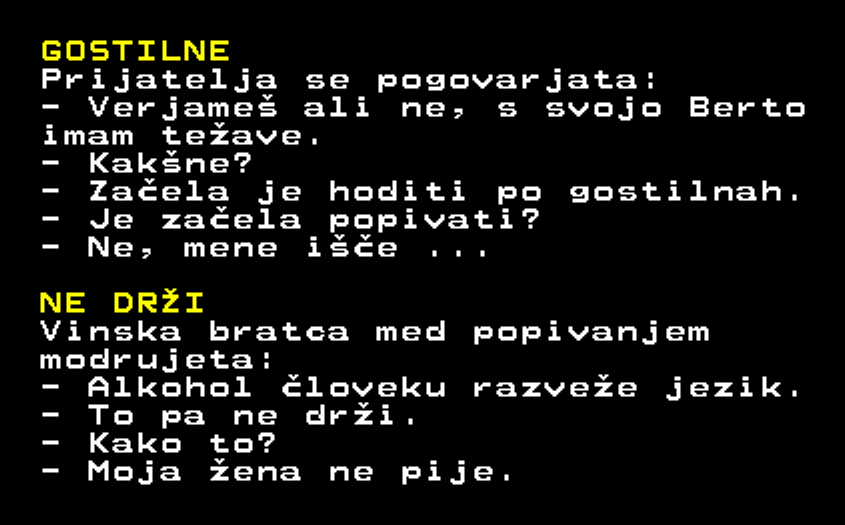 GOSTILNE
Prijatelja se pogovarjata:
- Verjameš ali ne, s svojo Berto
imam težave.
- Kakšne?
- Začela je hoditi po gostilnah.
- Je začela popivati?
- Ne, mene išče ...
NE DRŽI
Vinska bratca med popivanjem
modrujeta:
- Alkohol človeku razveže jezik.
- To pa ne drži.
- Kako to?
- Moja žena ne pije.